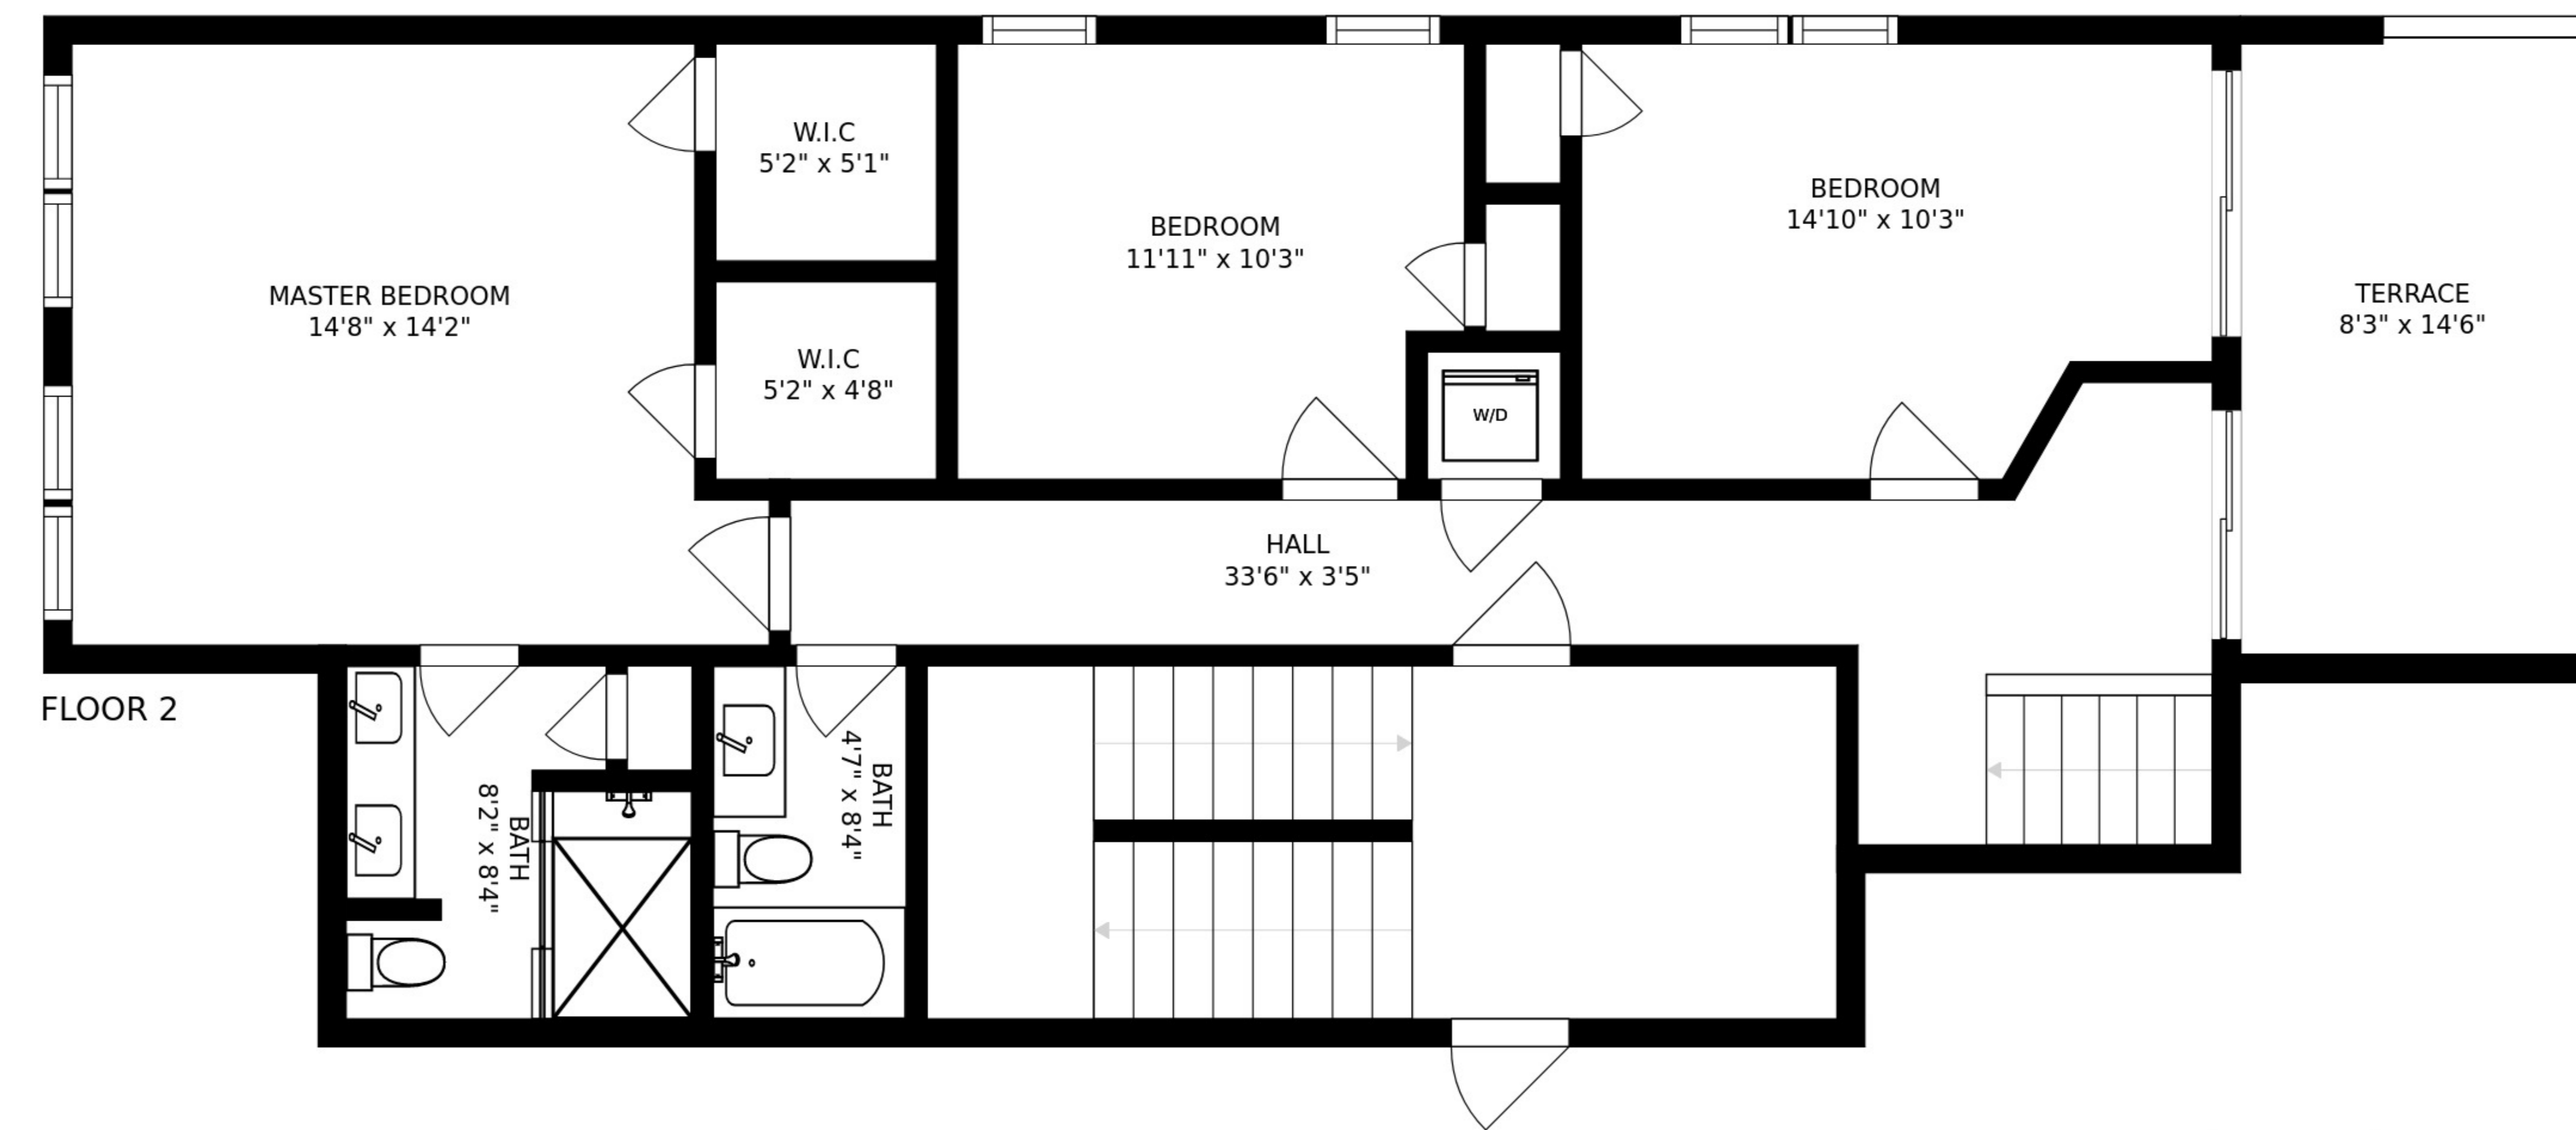 W.I.C
5'2" x 5'1"
BEDROOM
14'10" x 10'3"
BEDROOM
11'11" x 10'3"
MASTER BEDROOM
14'8" x 14'2"
TERRACE
8'3" x 14'6"
W.I.C
5'2" x 4'8"
W/D
HALL
33'6" x 3'5"
FLOOR 2
BATH
8'2" x 8'4"
BATH
4'7" x 8'4"